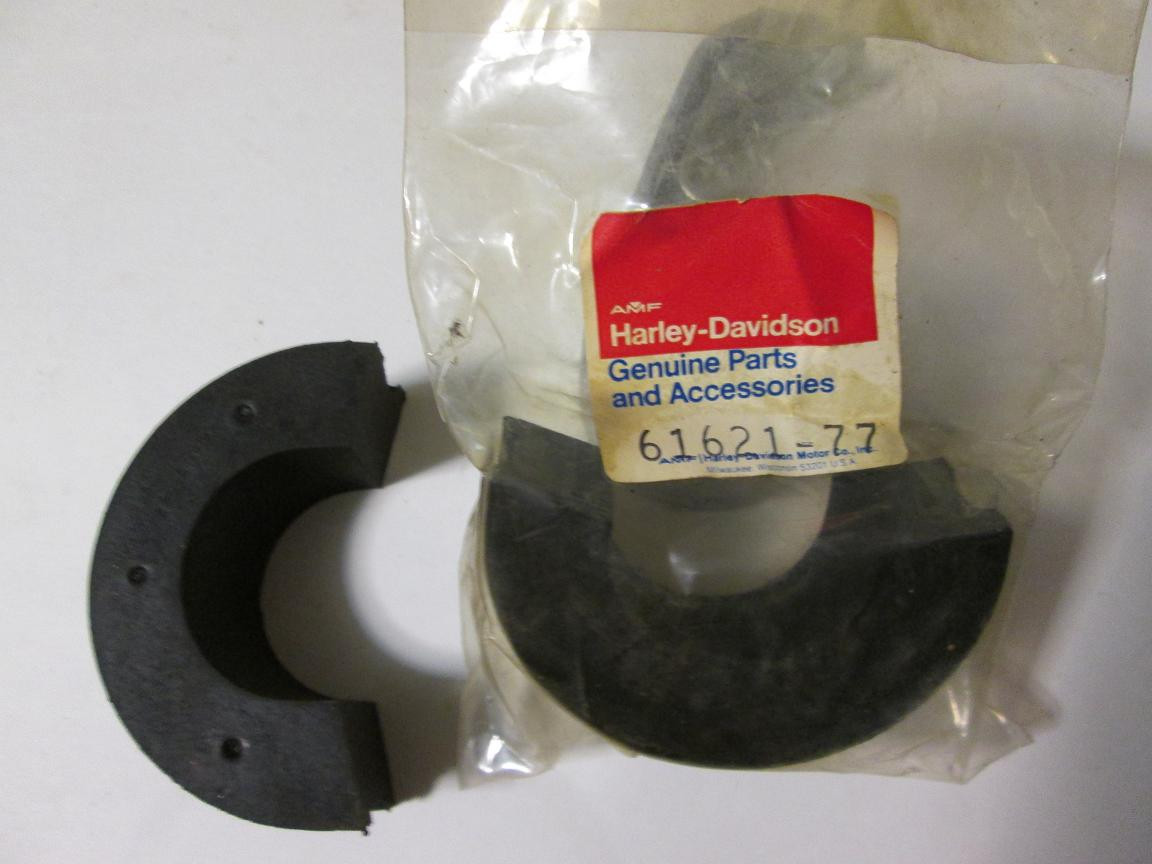 AMF
Harley-Davidson
Genuine Parts
and Accessories
61621-77
AMF | Harley-Davidson Motor Co., Inc.
Milwaukee, Wisconsin 53201 U.S.A.